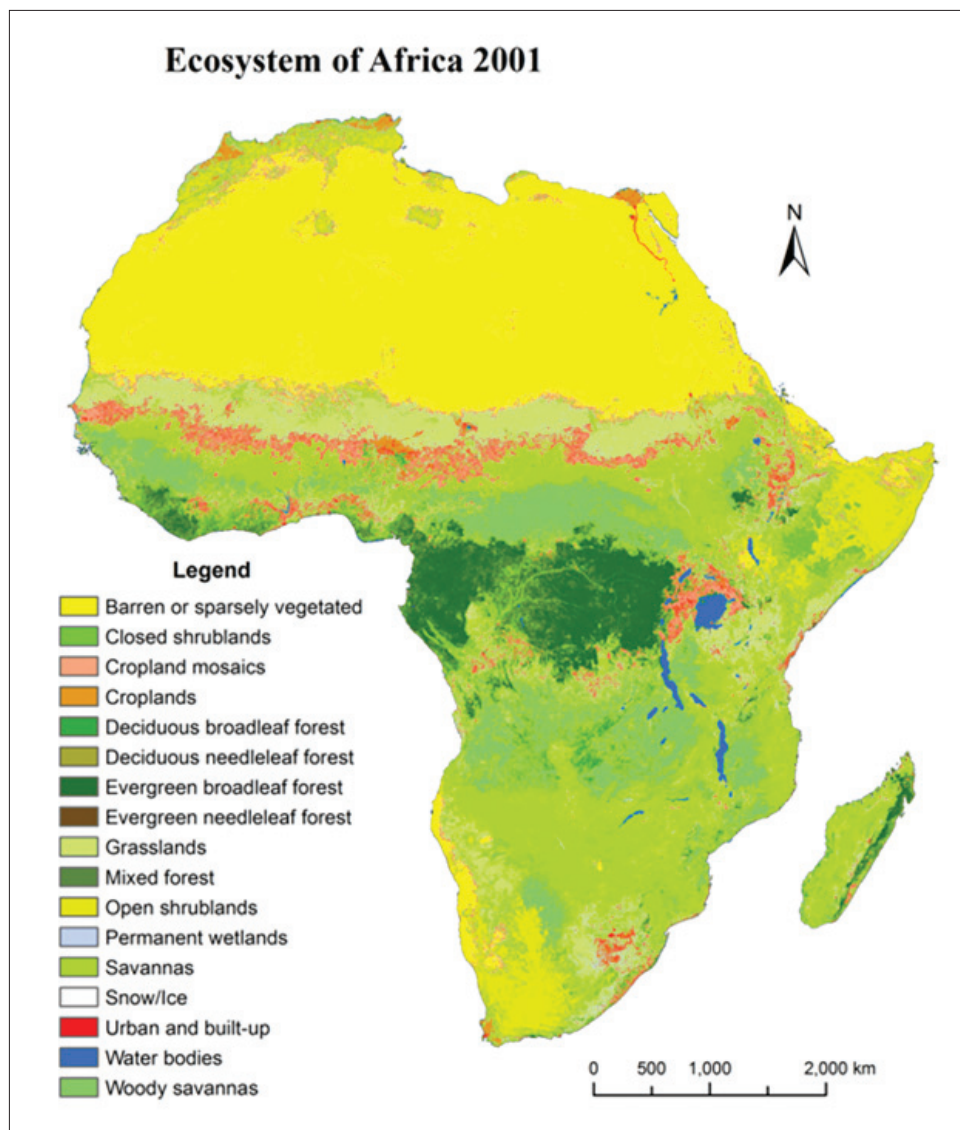 Ecosystem of Africa 2001
N
Legend
Barren or sparsely vegetated
Closed shrublands
Cropland mosaics
Croplands
Deciduous broadleaf forest
Deciduous needleleaf forest
Evergreen broadleaf forest
Evergreen needleleaf forest
Grasslands
Mixed forest
Open shrublands
Permanent wetlands
Savannas
Snow/Ice
Urban and built-up
Water bodies
Woody savannas
0 500 1,000 2,000 km